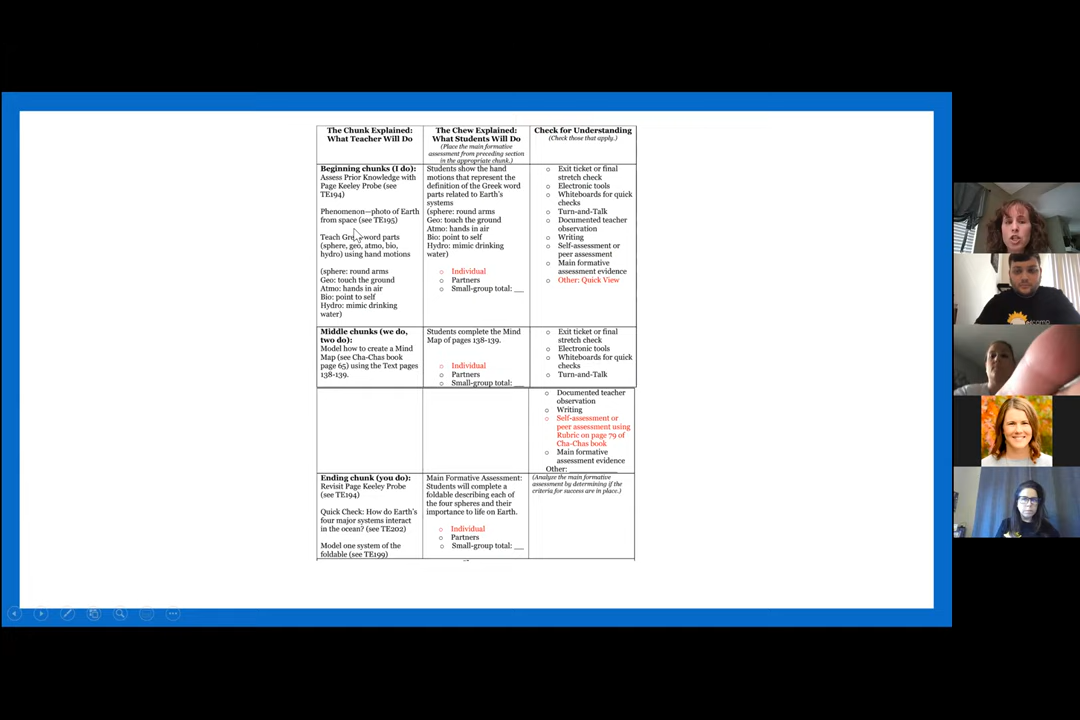 The Chunk Explained:
What Teacher Will Do
The Chew Explained:
What Students Will Do
(Place the main formative
assessment from preceding section
in the appropriate chunk.)
Check for Understanding
(Check those that apply.)
Beginning chunks (I do):
Assess Prior Knowledge with
Page Keeley Probe (see
TE194)
Phenomenon—photo of Earth
from space (see TE195)
Teach word parts
(sphere, geo, atmo, bio,
hydro) using hand motions
(sphere: round arms
Geo: touch the ground
Atmo: hands in air
Bio: point to self
Hydro: mimic drinking
water)
Students show the hand
motions that represent the
definition of the Greek word
parts related to Earth's
systems
(sphere: round arms
Geo: touch the ground
Atmo: hands in air
Bio: point to self
Hydro: mimic drinking
water)
o Individual
o Partners
o Small-group total: __
o Exit ticket or final
stretch check
o Electronic tools
o Whiteboards for quick
checks
o Turn-and-Talk
o Documented teacher
observation
o Writing
o Self-assessment or
peer assessment
o Main formative
assessment evidence
o Other: Quick View
Middle chunks (we do,
two do):
Model how to create a Mind
Map (see Cha-Chas book
page 65) using the Text pages
138-139.
Students complete the Mind
Map of pages 138-139.
o Individual
o Partners
o Small-group total: __
o Exit ticket or final
stretch check
o Electronic tools
o Whiteboards for quick
checks
o Turn-and-Talk
o Documented teacher
observation
o Writing
o Self-assessment or
peer assessment using
Rubric on page 79 of
Cha-Chas book
o Main formative
assessment evidence
Other: __________
Ending chunk (you do):
Revisit Page Keeley Probe
(see TE194)
Quick Check: How do Earth's
four major systems interact
in the ocean? (see TE202)
Model one system of the
foldable (see TE199)
Main Formative Assessment:
Students will complete a
foldable describing each of
the four spheres and their
importance to life on Earth.
o Individual
o Partners
o Small-group total: __
(Analyze the main formative
assessment by determining if the
criteria for success are in place.)